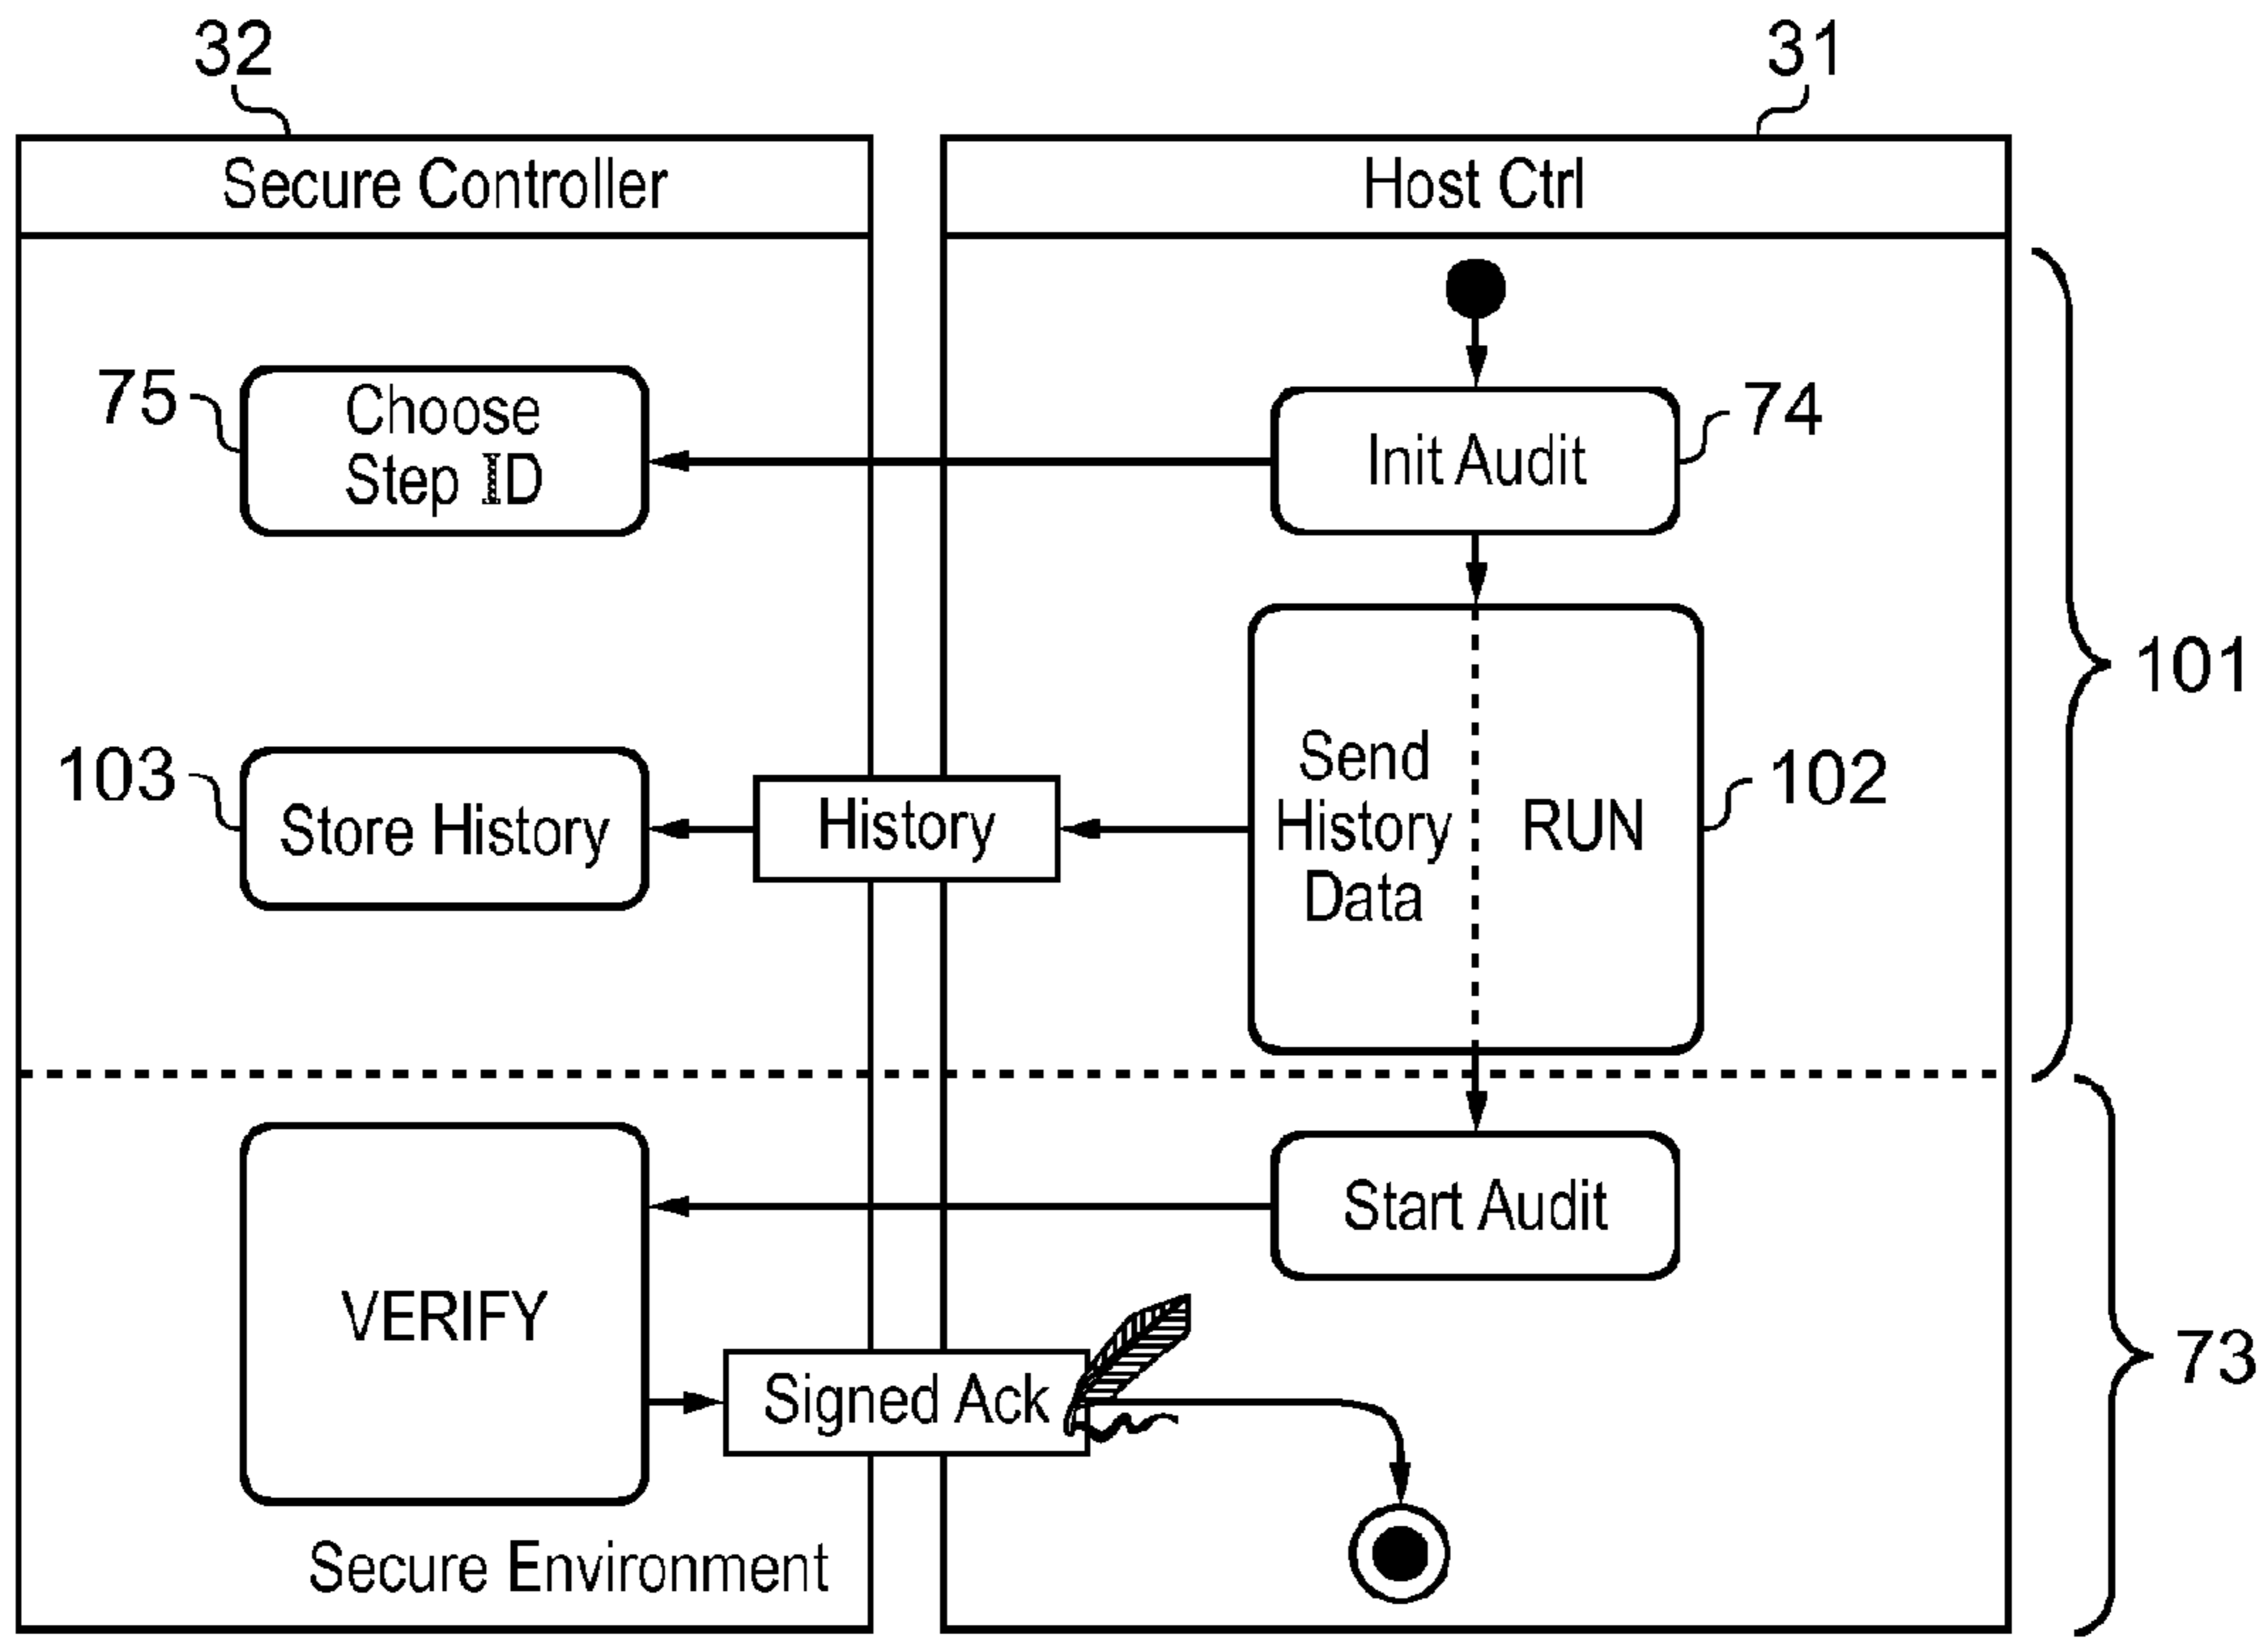 32
31
Secure Controller
Host Ctrl
75
Choose
Step ID
Init Audit
74
101
103
Store History
History
Send
History
Data
RUN
102
VERIFY
Start Audit
Signed Ack
73
Secure Environment